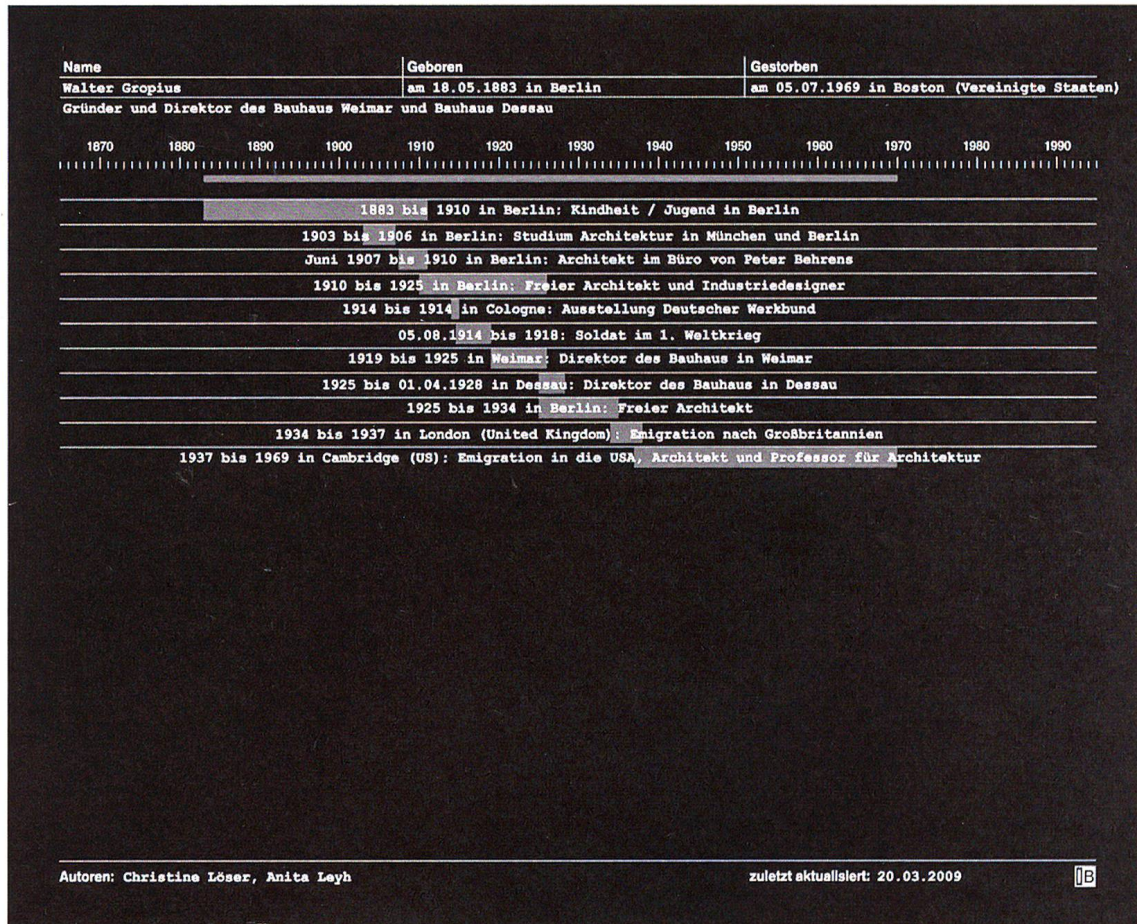 Name Geboren Gestorben
Walter Gropius am 18.05.1883 in Berlin am 05.07.1969 in Boston (Vereinigte Staaten)
Gründer und Direktor des Bauhaus Weimar und Bauhaus Dessau
1870 1880 1890 1900 1910 1920 1930 1940 1950 1960 1970 1980 1990
1883 bis 1910 in Berlin: Kindheit / Jugend in Berlin
1903 bis 1906 in Berlin: Studium Architektur in München und Berlin
Juni 1907 bis 1910 in Berlin: Architekt im Büro von Peter Behrens
1910 bis 1925 in Berlin: Freier Architekt und Industriedesigner
1914 bis 1914 in Cologne: Ausstellung Deutscher Werkbund
05.08.1914 bis 1918: Soldat im 1. Weltkrieg
1919 bis 1925 in Weimar: Direktor des Bauhaus in Weimar
1925 bis 01.04.1928 in Dessau: Direktor des Bauhaus in Dessau
1925 bis 1934 in Berlin: Freier Architekt
1934 bis 1937 in London (United Kingdom): Emigration nach Großbritannien
1937 bis 1969 in Cambridge (US): Emigration in die USA, Architekt und Professor für Architektur
Autoren: Christine Löser, Anita Leyh zuletzt aktualisiert: 20.03.2009 B